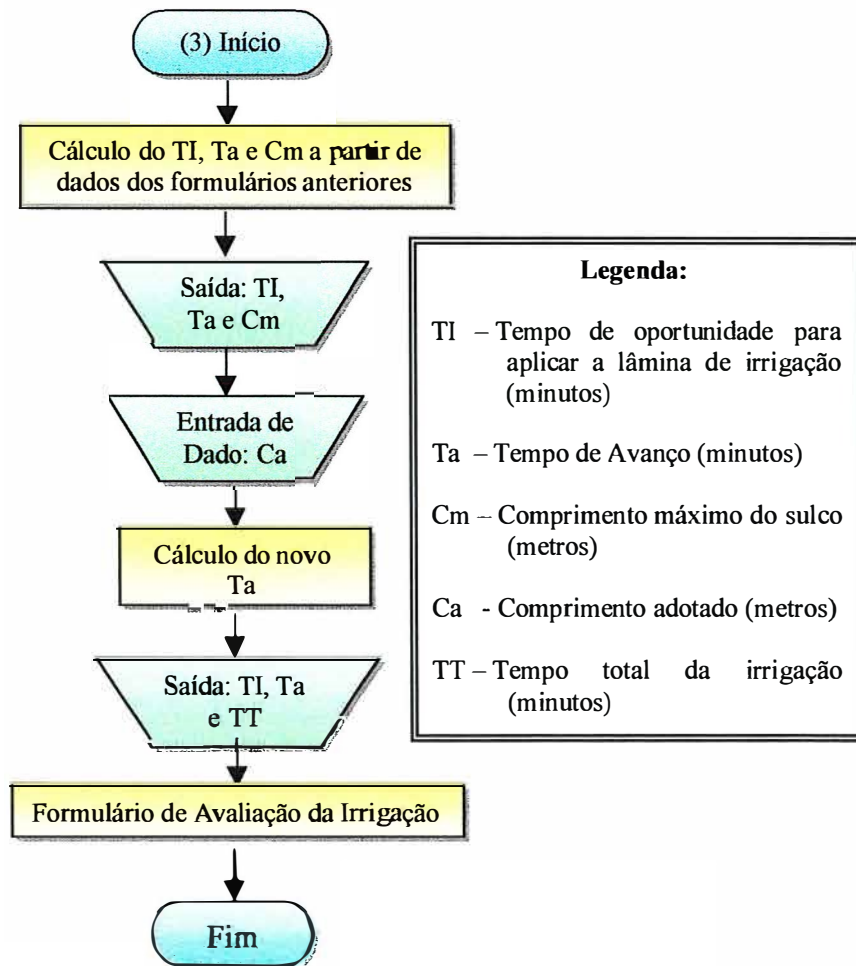 (3) Início
Cálculo do TI, Ta e Cm a partir de
dados dos formulários anteriores
Saída: TI,
Ta e Cm
Entrada de
Dado: Ca
Cálculo do novo
Ta
Saída: TI, Ta
e TT
Formulário de Avaliação da Irrigação
Fim
Legenda:
TI – Tempo de oportunidade para
aplicar a lâmina de irrigação
(minutos)
Ta – Tempo de Avanço (minutos)
Cm – Comprimento máximo do sulco
(metros)
Ca - Comprimento adotado (metros)
TT – Tempo total da irrigação
(minutos)